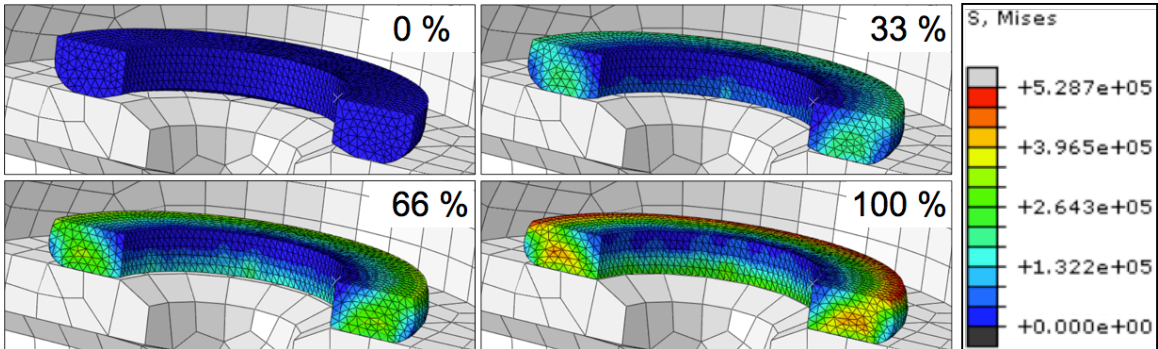 0 %
33 %
66 %
100 %
S, Mises
+5.287e+05
+3.965e+05
+2.643e+05
+1.322e+05
+0.000e+00